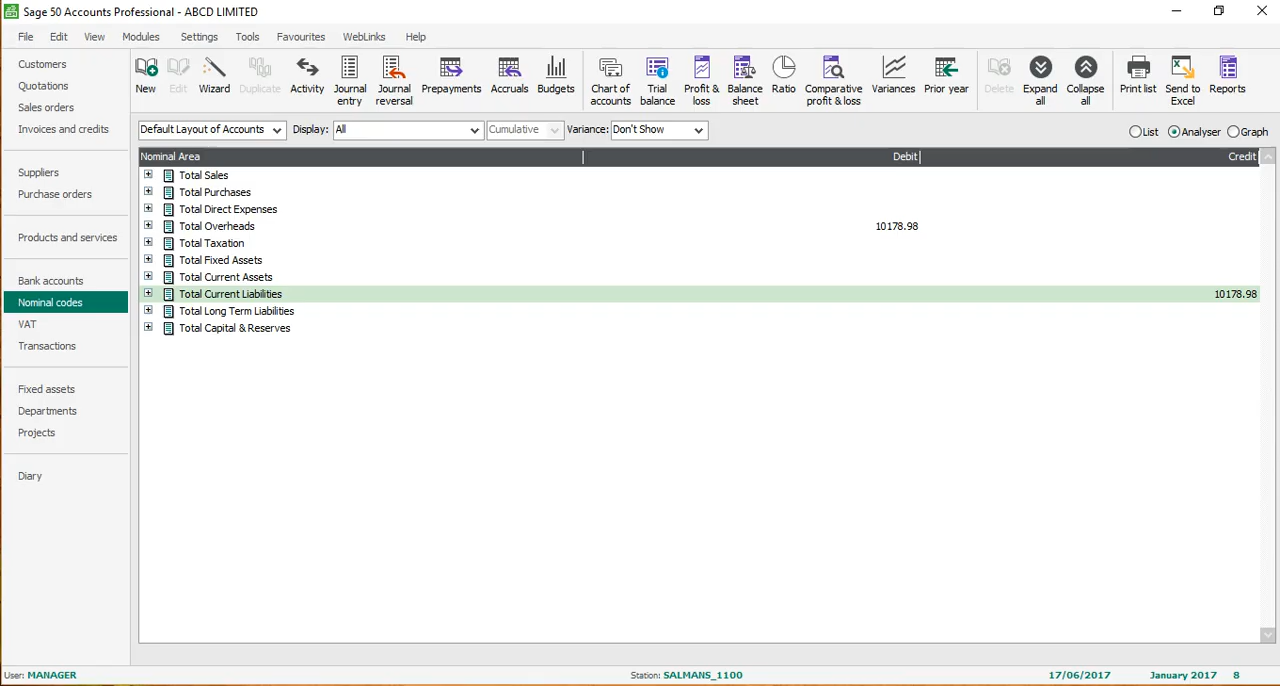 Sage 50 Accounts Professional - ABCD LIMITED
File Edit View Modules Settings Tools Favourites WebLinks Help
Customers
Quotations
Sales orders
Invoices and credits
Suppliers
Purchase orders
Products and services
Bank accounts
Nominal codes
VAT
Transactions
Fixed assets
Departments
Projects
Diary
New Edit Wizard Duplicate Activity Journal entry Journal reversal Prepayments Accruals Budgets Chart of accounts Trial balance Profit & loss Balance sheet Ratio Comparative profit & loss Variances Prior year Delete Expand all Collapse all Print list Send to Excel Reports
Default Layout of Accounts Display: All Cumulative Variance: Don't Show List Analyser Graph
Nominal Area Debit Credit
Total Sales
Total Purchases
Total Direct Expenses
Total Overheads 10178.98
Total Taxation
Total Fixed Assets
Total Current Assets
Total Current Liabilities 10178.98
Total Long Term Liabilities
Total Capital & Reserves
User: MANAGER Station: SALMANS_1100 17/06/2017 January 2017 8